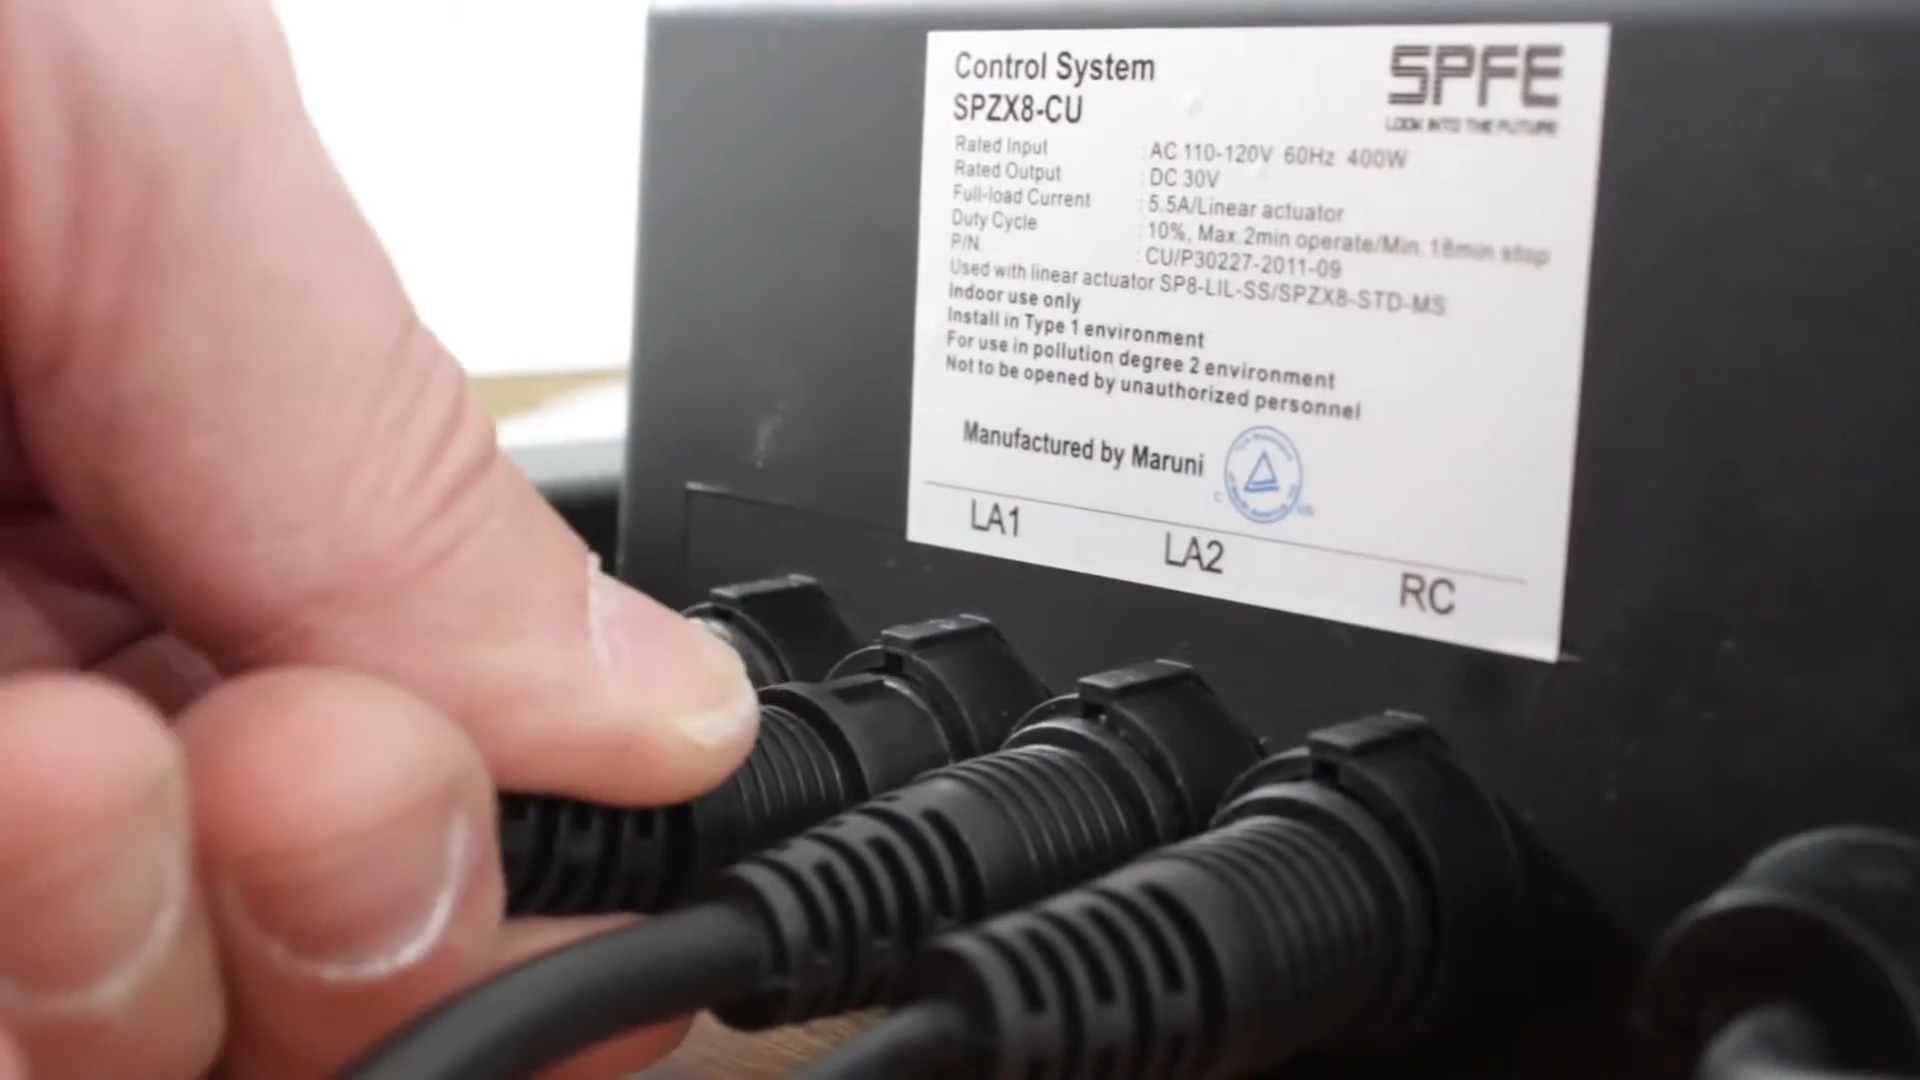 Control System
SPZX8-CU
SPFE
LOOK INTO THE FUTURE
Rated Input : AC 110-120V 60Hz 400W
Rated Output : DC 30V
Full-load Current : 5.5A/Linear actuator
Duty Cycle : 10%, Max.2min operate/Min.18min stop
P/N. : CU/P30227-2011-09
Used with linear actuator SP8-LIL-SS/SPZX8-STD-MS
Indoor use only
Install in Type 1 environment
For use in pollution degree 2 environment
Not to be opened by unauthorized personnel
Manufactured by Maruni
C US
LA1 LA2 RC